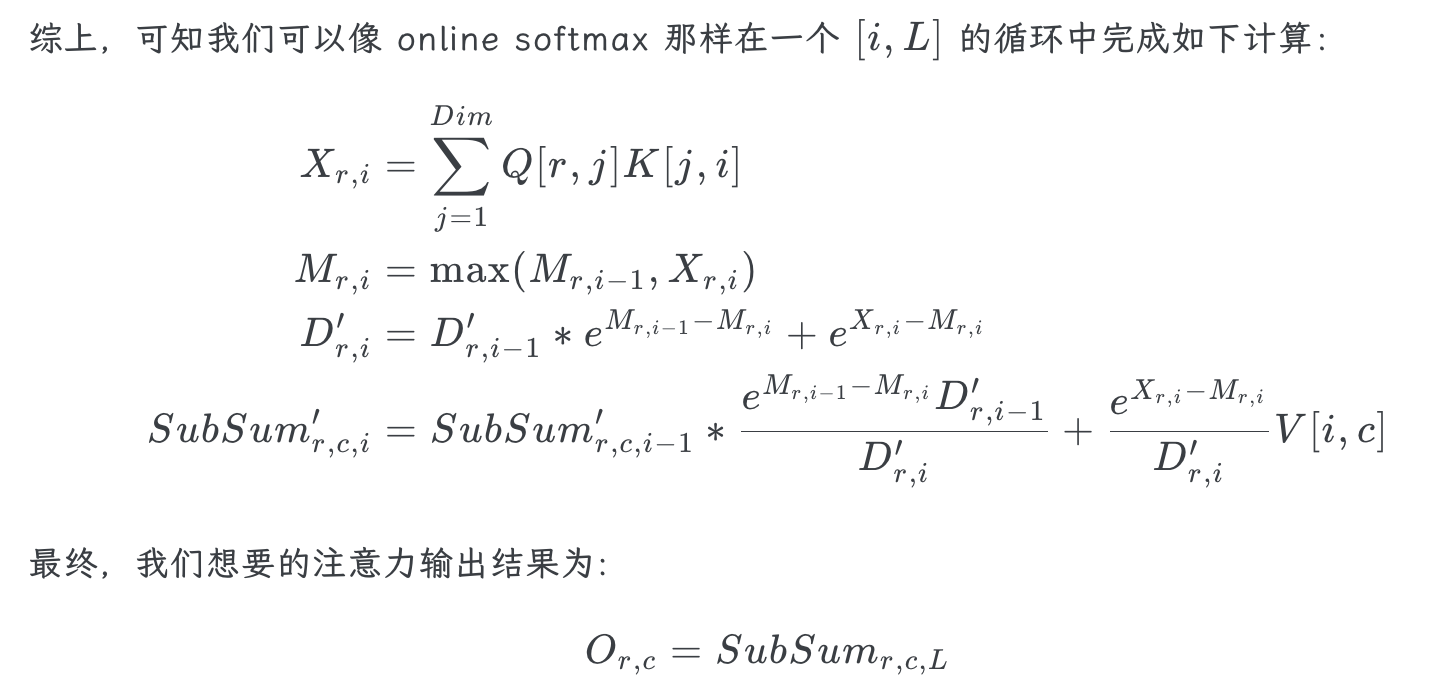 综上，可知我们可以像 online softmax 那样在一个 $[i, L]$ 的循环中完成如下计算：
$X_{r,i} = \sum_{j=1}^{Dim} Q[r,j]K[j,i]$
$M_{r,i} = \max(M_{r,i-1}, X_{r,i})$
$D'_{r,i} = D'_{r,i-1} * e^{M_{r,i-1}-M_{r,i}} + e^{X_{r,i}-M_{r,i}}$
$SubSum'_{r,c,i} = SubSum'_{r,c,i-1} * \frac{e^{M_{r,i-1}-M_{r,i}} D'_{r,i-1}}{D'_{r,i}} + \frac{e^{X_{r,i}-M_{r,i}}}{D'_{r,i}} V[i,c]$
最终，我们想要的注意力输出结果为：
$O_{r,c} = SubSum_{r,c,L}$